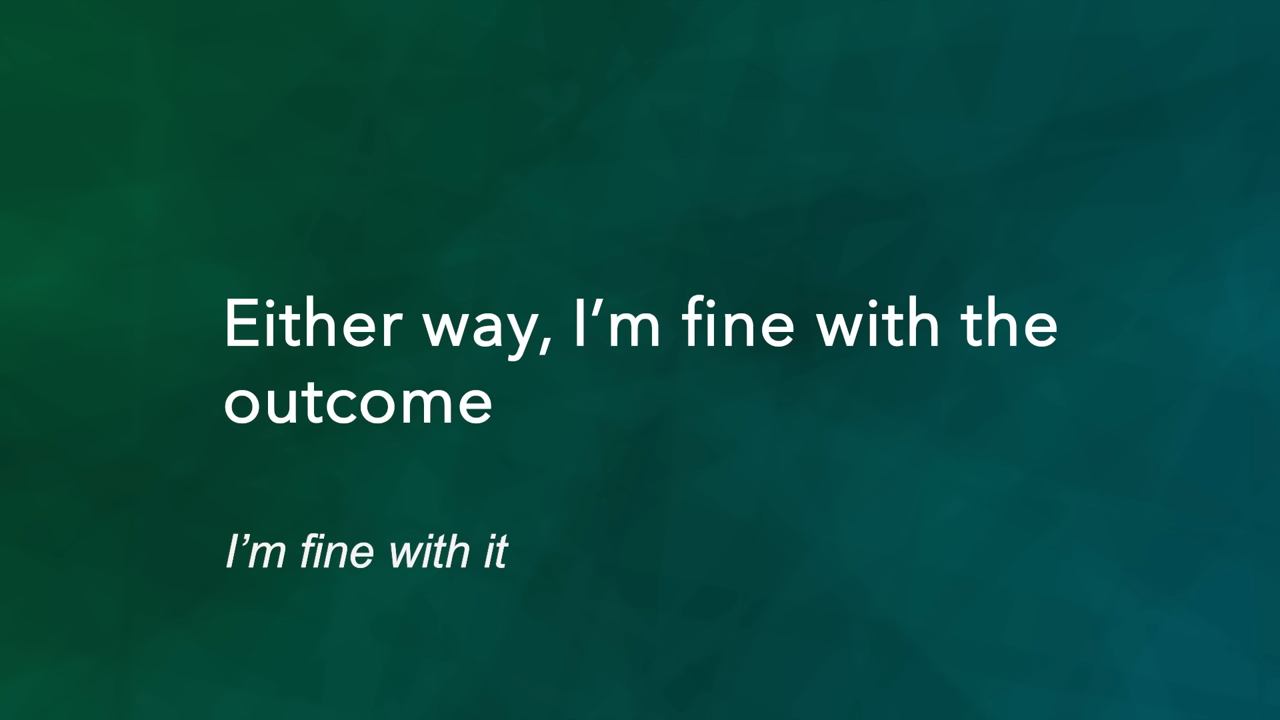 Either way, I’m fine with the
outcome
I’m fine with it